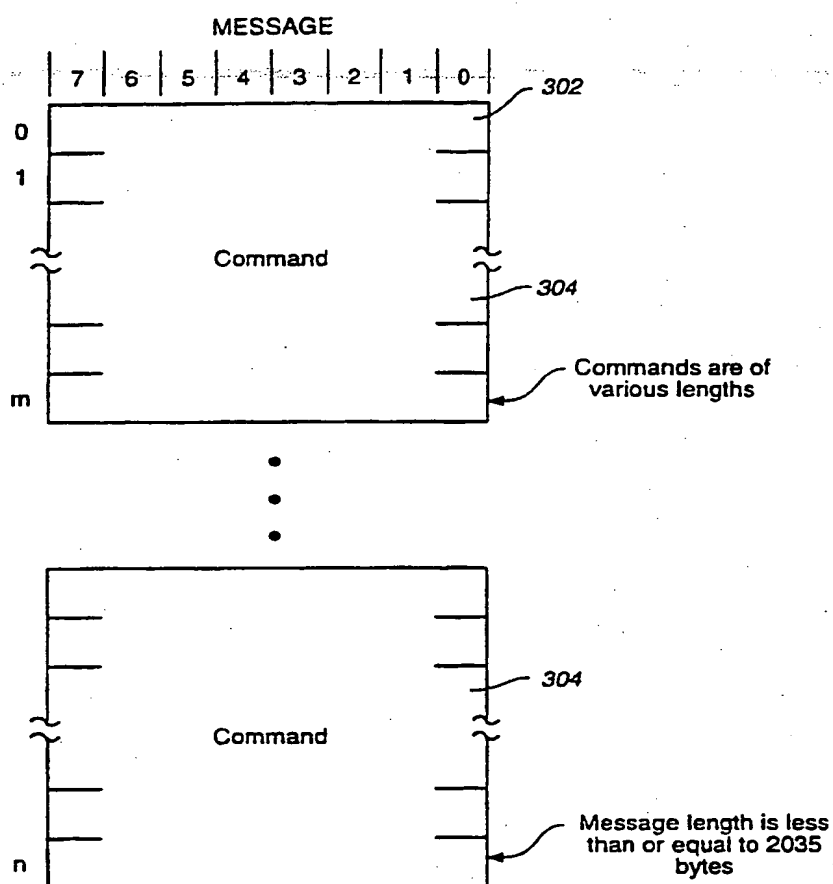 MESSAGE
7 6 5 4 3 2 1 0
302
0
1
Command
304
Commands are of
various lengths
m
304
Command
Message length is less
than or equal to 2035
bytes
n